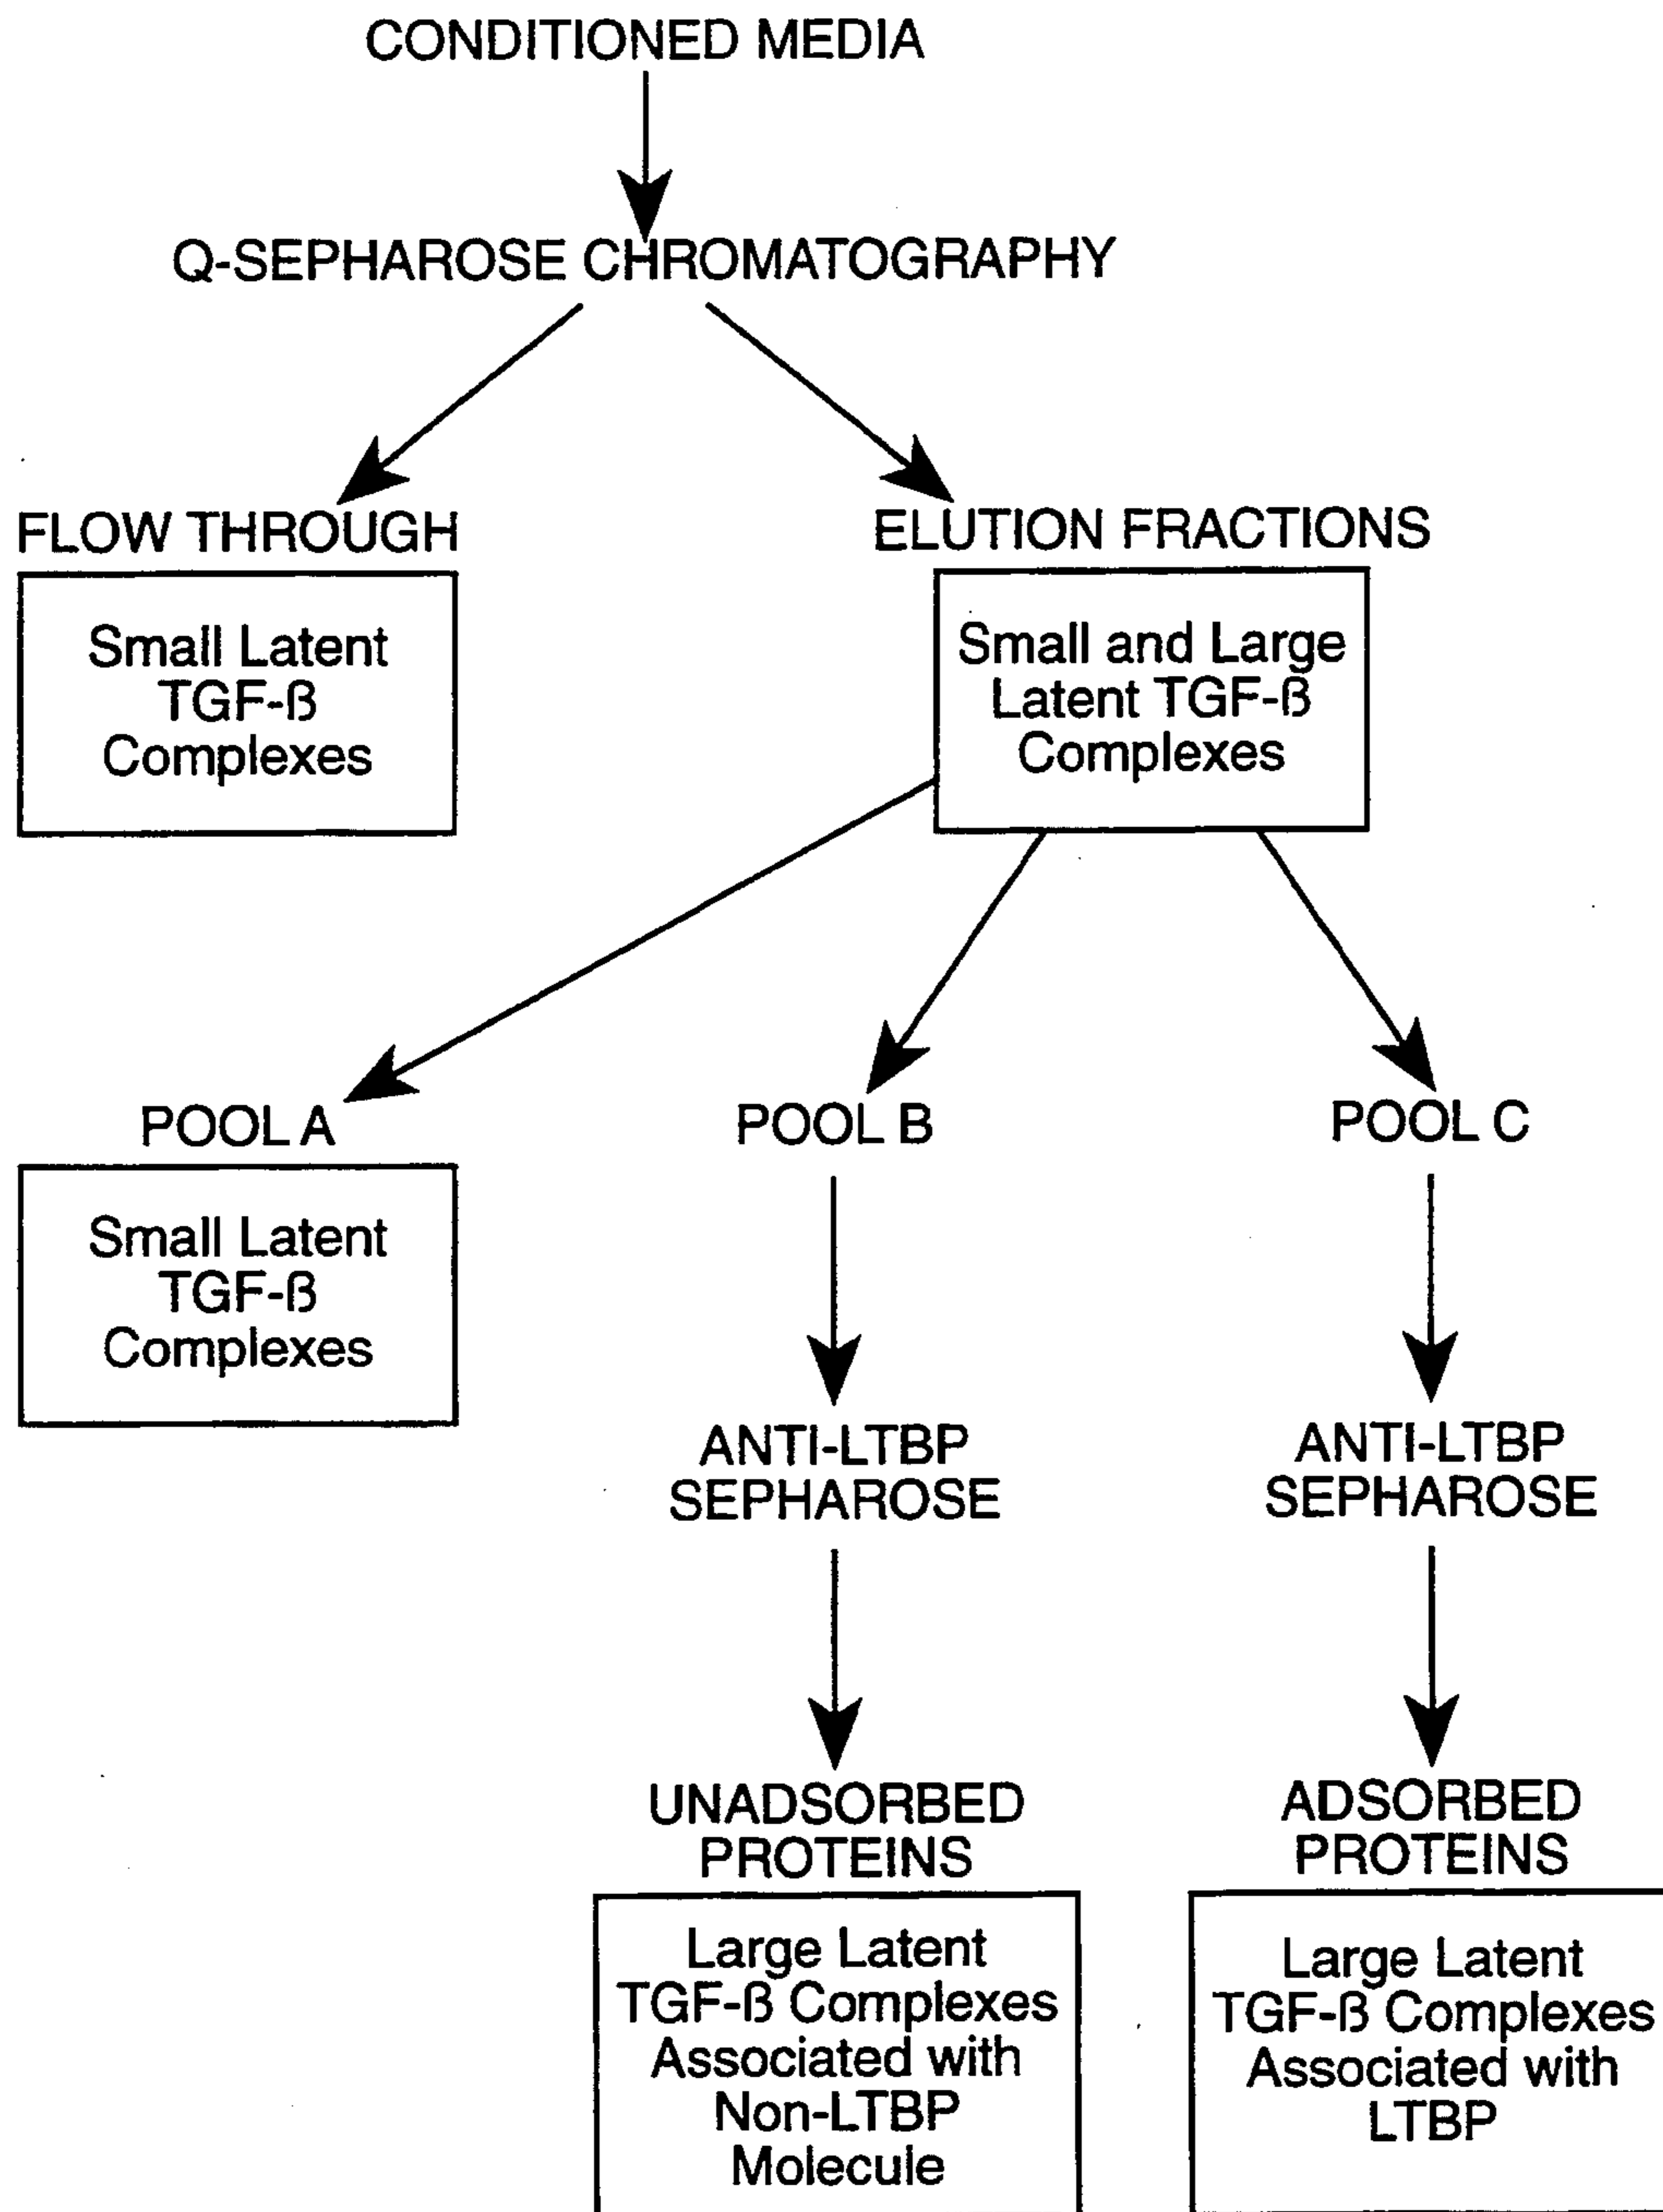 CONDITIONED MEDIA
Q-SEPHAROSE CHROMATOGRAPHY
FLOW THROUGH
Small Latent
TGF-ß
Complexes
ELUTION FRACTIONS
Small and Large
Latent TGF-ß
Complexes
POOL A
Small Latent
TGF-ß
Complexes
POOL B
ANTI-LTBP
SEPHAROSE
UNADSORBED
PROTEINS
Large Latent
TGF-ß Complexes
Associated with
Non-LTBP
Molecule
POOL C
ANTI-LTBP
SEPHAROSE
ADSORBED
PROTEINS
Large Latent
TGF-ß Complexes
Associated with
LTBP